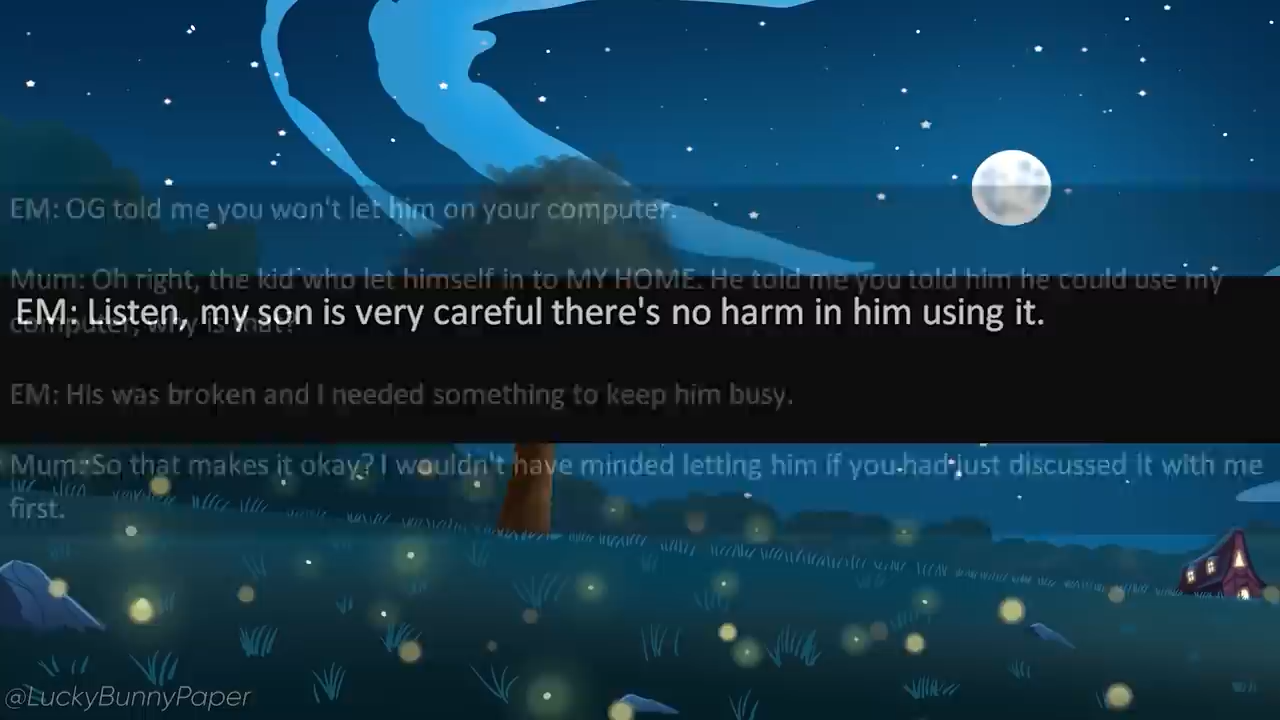 EM: OG told me you won't let him on your computer.
Mum: Oh right, the kid who let himself in to MY HOME. He told me you told him he could use my
EM: Listen, my son is very careful there's no harm in him using it.
computer, why is that?
EM: His was broken and I needed something to keep him busy.
Mum: So that makes it okay? I wouldn't have minded letting him if you had just discussed it with me
first.
@LuckyBunnyPaper